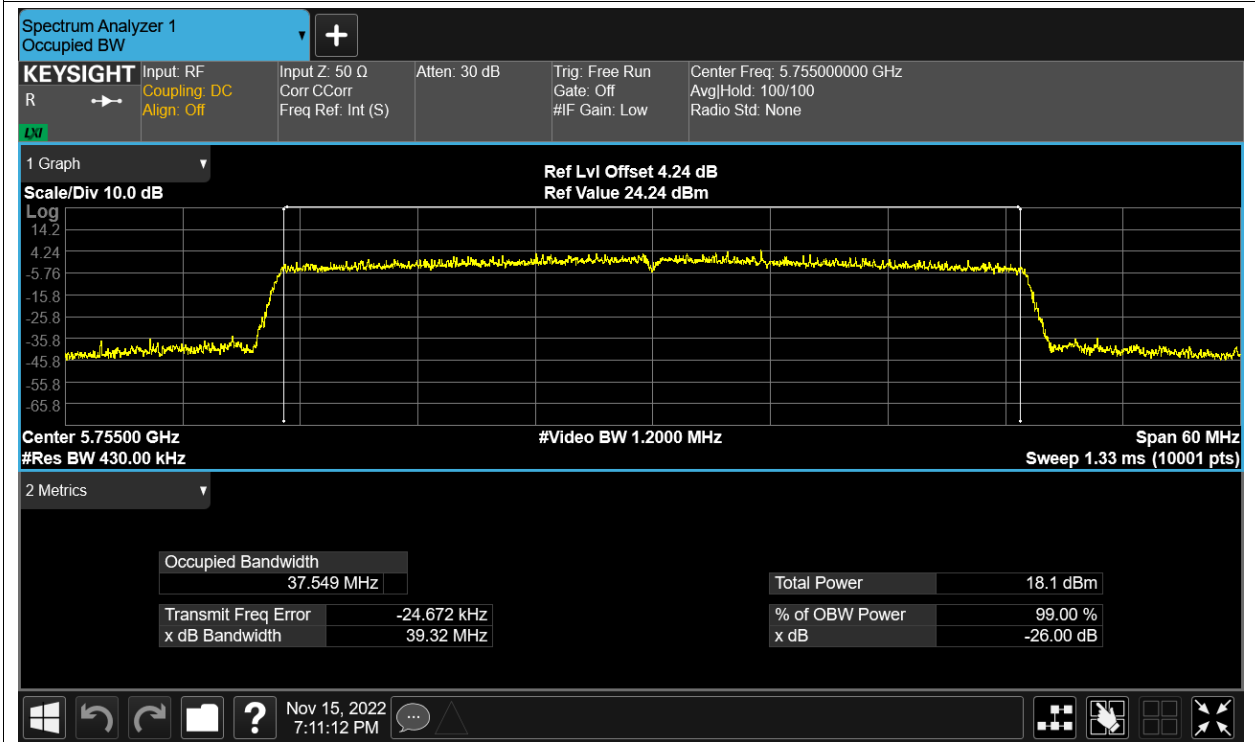 Spectrum Analyzer 1
Occupied BW
KEYSIGHT
R
LXI
Input: RF
Coupling: DC
Align: Off
Input Z: 50 Ω
Corr CCorr
Freq Ref: Int (S)
Atten: 30 dB
Trig: Free Run
Gate: Off
#IF Gain: Low
Center Freq: 5.755000000 GHz
Avg|Hold: 100/100
Radio Std: None
1 Graph
Scale/Div 10.0 dB
Ref Lvl Offset 4.24 dB
Ref Value 24.24 dBm
Log
14.2
4.24
-5.76
-15.8
-25.8
-35.8
-45.8
-55.8
-65.8
Center 5.75500 GHz
#Res BW 430.00 kHz
#Video BW 1.2000 MHz
Span 60 MHz
Sweep 1.33 ms (10001 pts)
2 Metrics
Occupied Bandwidth
37.549 MHz
Transmit Freq Error -24.672 kHz
x dB Bandwidth 39.32 MHz
Total Power 18.1 dBm
% of OBW Power 99.00 %
x dB -26.00 dB
?
Nov 15, 2022
7:11:12 PM